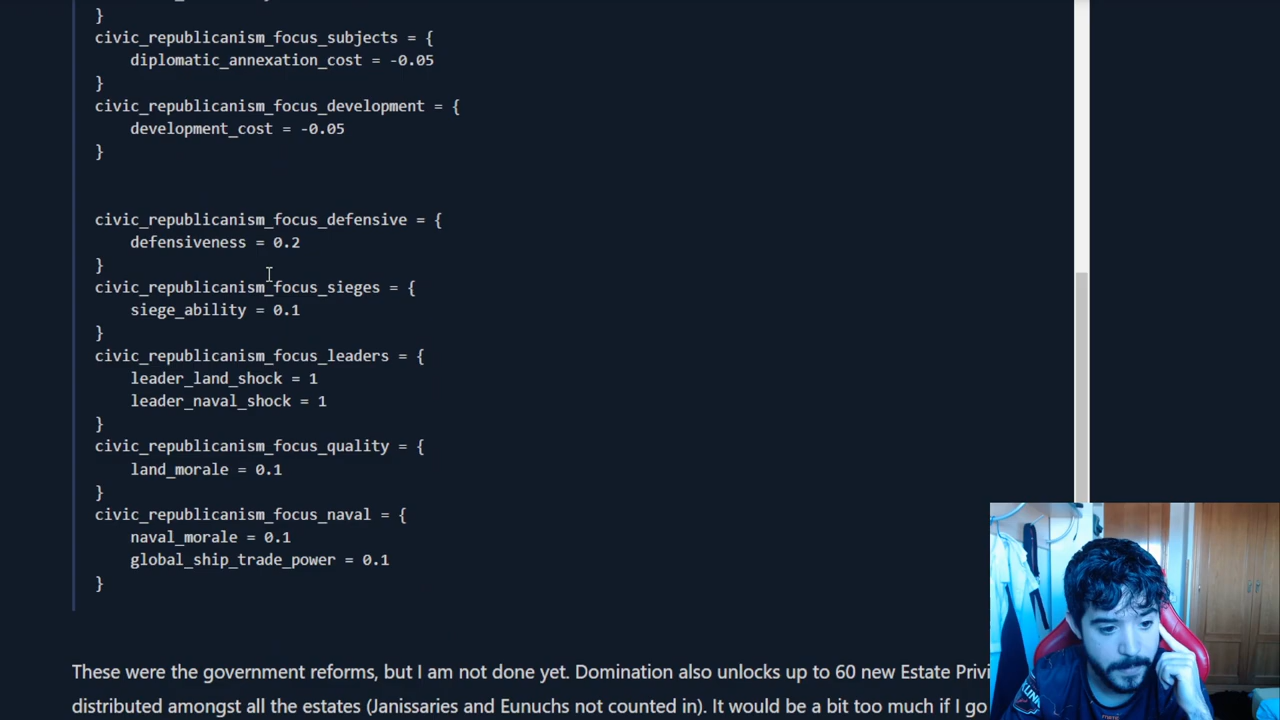 }
civic_republicanism_focus_subjects = {
diplomatic_annexation_cost = -0.05
}
civic_republicanism_focus_development = {
development_cost = -0.05
}
civic_republicanism_focus_defensive = {
defensiveness = 0.2
}
civic_republicanism_focus_sieges = {
siege_ability = 0.1
}
civic_republicanism_focus_leaders = {
leader_land_shock = 1
leader_naval_shock = 1
}
civic_republicanism_focus_quality = {
land_morale = 0.1
}
civic_republicanism_focus_naval = {
naval_morale = 0.1
global_ship_trade_power = 0.1
}
These were the government reforms, but I am not done yet. Domination also unlocks up to 60 new Estate Privi
distributed amongst all the estates (Janissaries and Eunuchs not counted in). It would be a bit too much if I go